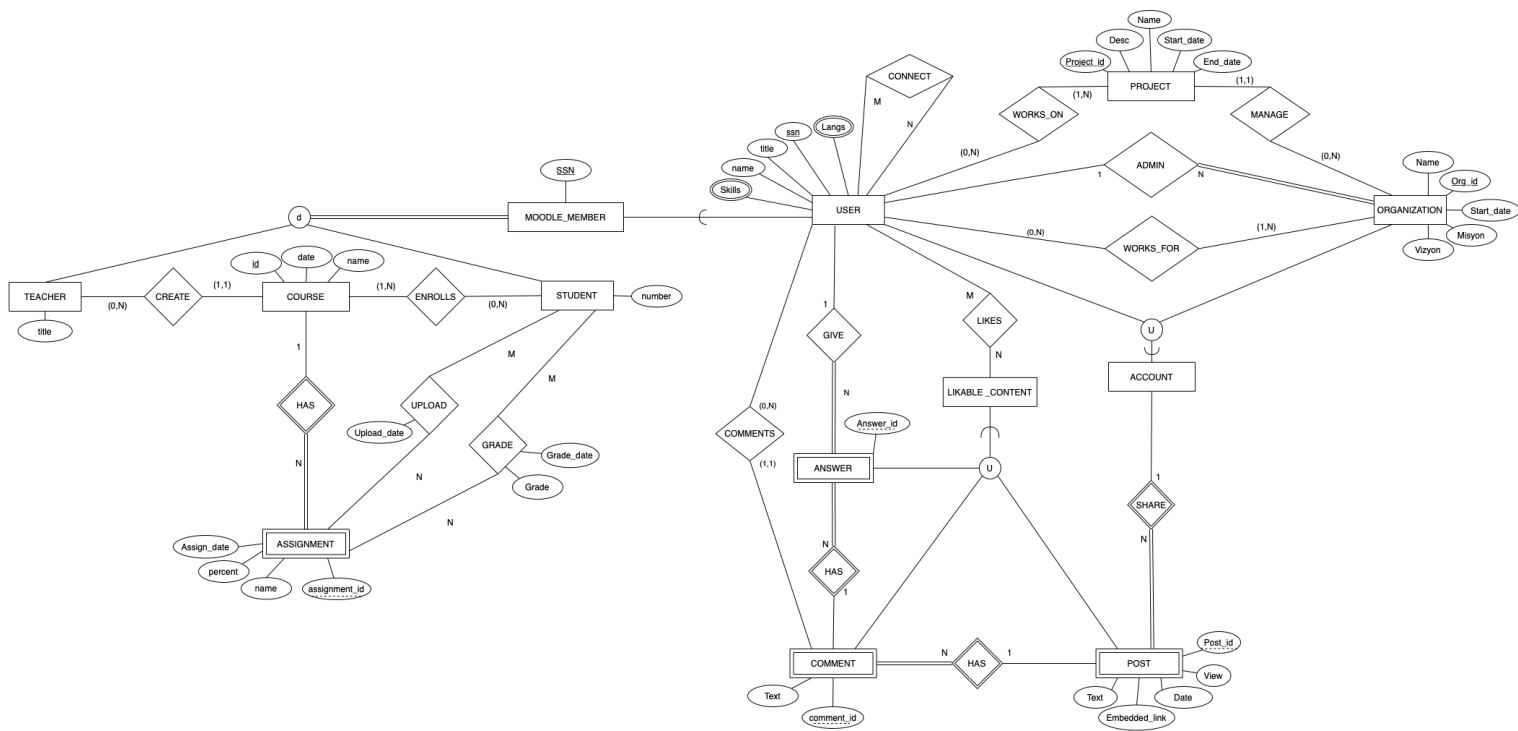 Name
Desc
Start_date
Project_id
End_date
PROJECT
CONNECT
M
N
(1,N)
(1,1)
WORKS_ON
MANAGE
ssn
Langs
title
name
Skills
(0,N)
(0,N)
ADMIN
1
N
Name
Org_id
Start_date
Misyon
Vizyon
ORGANIZATION
USER
SSN
MOODLE_MEMBER
d
(0,N)
WORKS_FOR
(1,N)
id
date
name
TEACHER
(0,N)
CREATE
(1,1)
COURSE
(1,N)
ENROLLS
(0,N)
STUDENT
number
title
1
GIVE
N
M
LIKES
N
U
ACCOUNT
LIKABLE _CONTENT
1
HAS
N
M
UPLOAD
Upload_date
N
M
GRADE
Grade_date
Grade
N
(0,N)
COMMENTS
(1,1)
Answer_id
ANSWER
U
1
SHARE
N
Assign_date
ASSIGNMENT
percent
name
assignment_id
N
HAS
1
COMMENT
N
HAS
1
POST
Post_id
View
Text
comment_id
Text
Date
Embedded_link